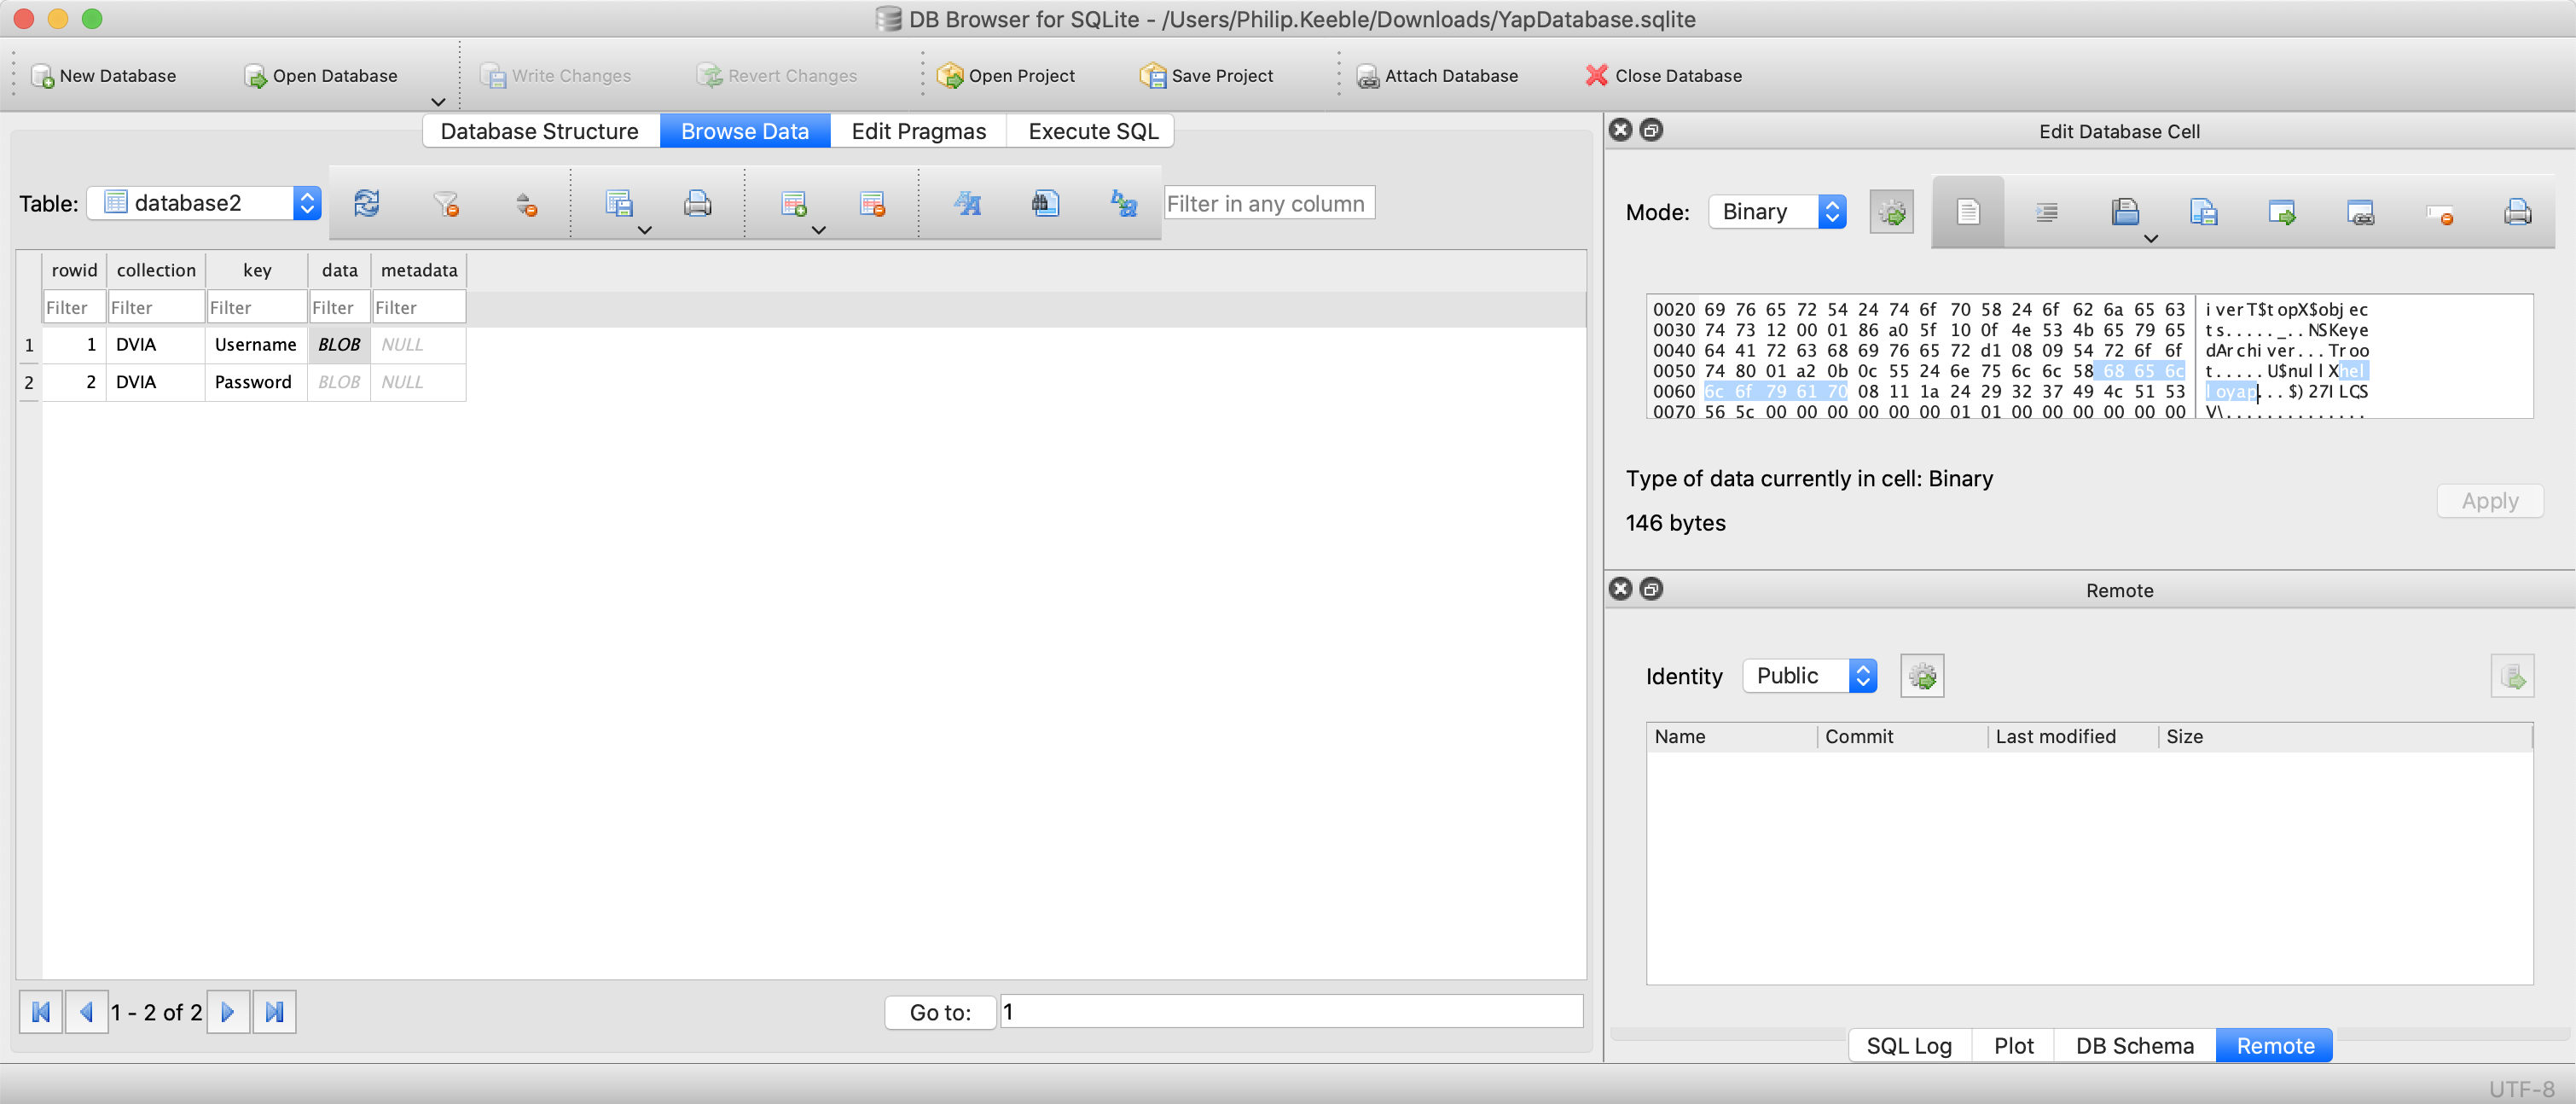 DB Browser for SQLite - /Users/Philip.Keeble/Downloads/YapDatabase.sqlite
New Database Open Database Write Changes Revert Changes Open Project Save Project Attach Database Close Database
Database Structure Browse Data Edit Pragmas Execute SQL
Table: database2 Filter in any column
rowid collection key data metadata
Filter Filter Filter Filter Filter
1 1 DVIA Username BLOB NULL
2 2 DVIA Password BLOB NULL
1 - 2 of 2 Go to: 1
Edit Database Cell
Mode: Binary
0020 69 76 65 72 54 24 74 6f 70 58 24 6f 62 6a 65 63 iverT$topX$objec
0030 74 73 12 00 01 86 a0 5f 10 0f 4e 53 4b 65 79 65 ts....._..NSKeye
0040 64 41 72 63 68 69 76 65 72 d1 08 09 54 72 6f 6f dArchiver...Troo
0050 74 80 01 a2 0b 0c 55 24 6e 75 6c 6c 58 68 65 6c t.....U$nullXhel
0060 6c 6f 79 61 70 08 11 1a 24 29 32 37 49 4c 51 53 loyap...$)27ILQS
0070 56 5c 00 00 00 00 00 00 01 01 00 00 00 00 00 00 V\..............
Type of data currently in cell: Binary
146 bytes
Apply
Remote
Identity Public
Name Commit Last modified Size
SQL Log Plot DB Schema Remote
UTF-8